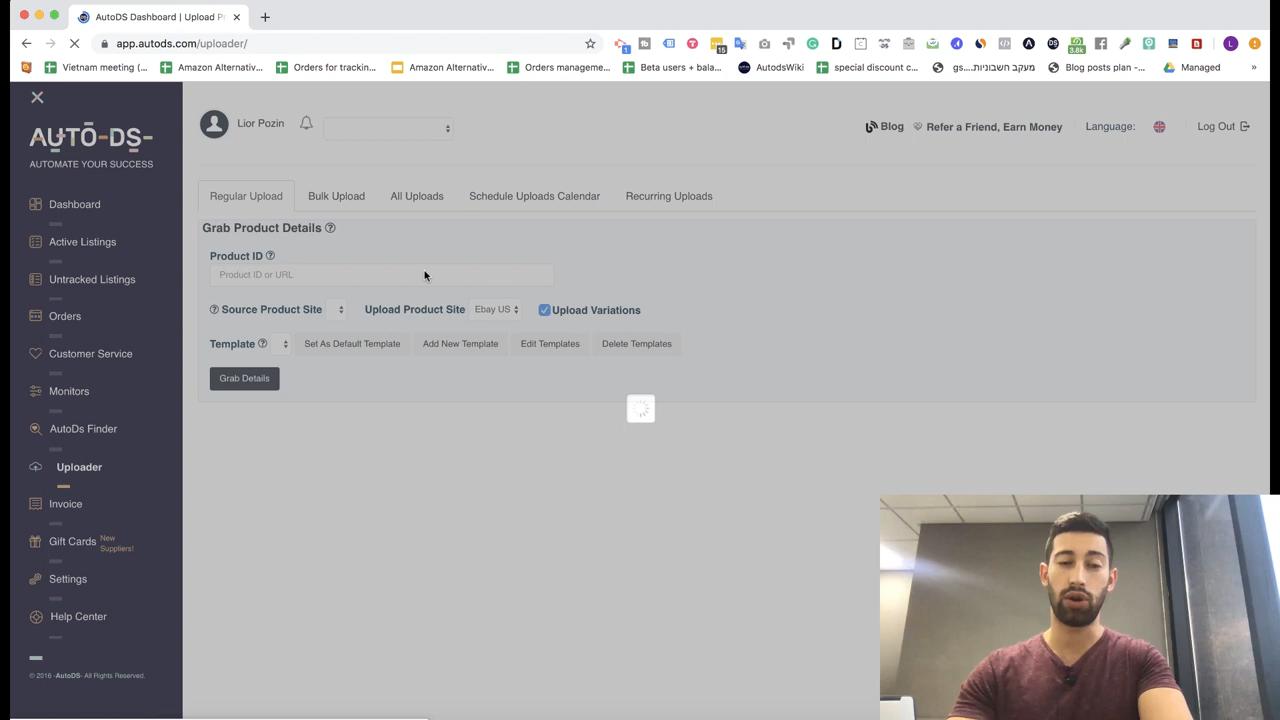 AutoDS Dashboard | Upload Pr
app.autods.com/uploader/
1
15
3.8k
L
Vietnam meeting (...
Amazon Alternativ...
Orders for trackin...
Amazon Alternativ...
Orders manageme...
Beta users + bala...
AutodsWiki
special discount c...
gs....מעקב חשבוניות
Blog posts plan -...
Managed
»
AUTO-DS-
AUTOMATE YOUR SUCCESS
Dashboard
Active Listings
Untracked Listings
Orders
Customer Service
Monitors
AutoDs Finder
Uploader
Invoice
Gift Cards New Suppliers!
Settings
Help Center
© 2016 -AutoDS- All Rights Reserved.
Lior Pozin
Blog
Refer a Friend, Earn Money
Language:
Log Out
Regular Upload
Bulk Upload
All Uploads
Schedule Uploads Calendar
Recurring Uploads
Grab Product Details ?
Product ID ?
Product ID or URL
? Source Product Site
Upload Product Site
Ebay US
Upload Variations
Template ?
Set As Default Template
Add New Template
Edit Templates
Delete Templates
Grab Details